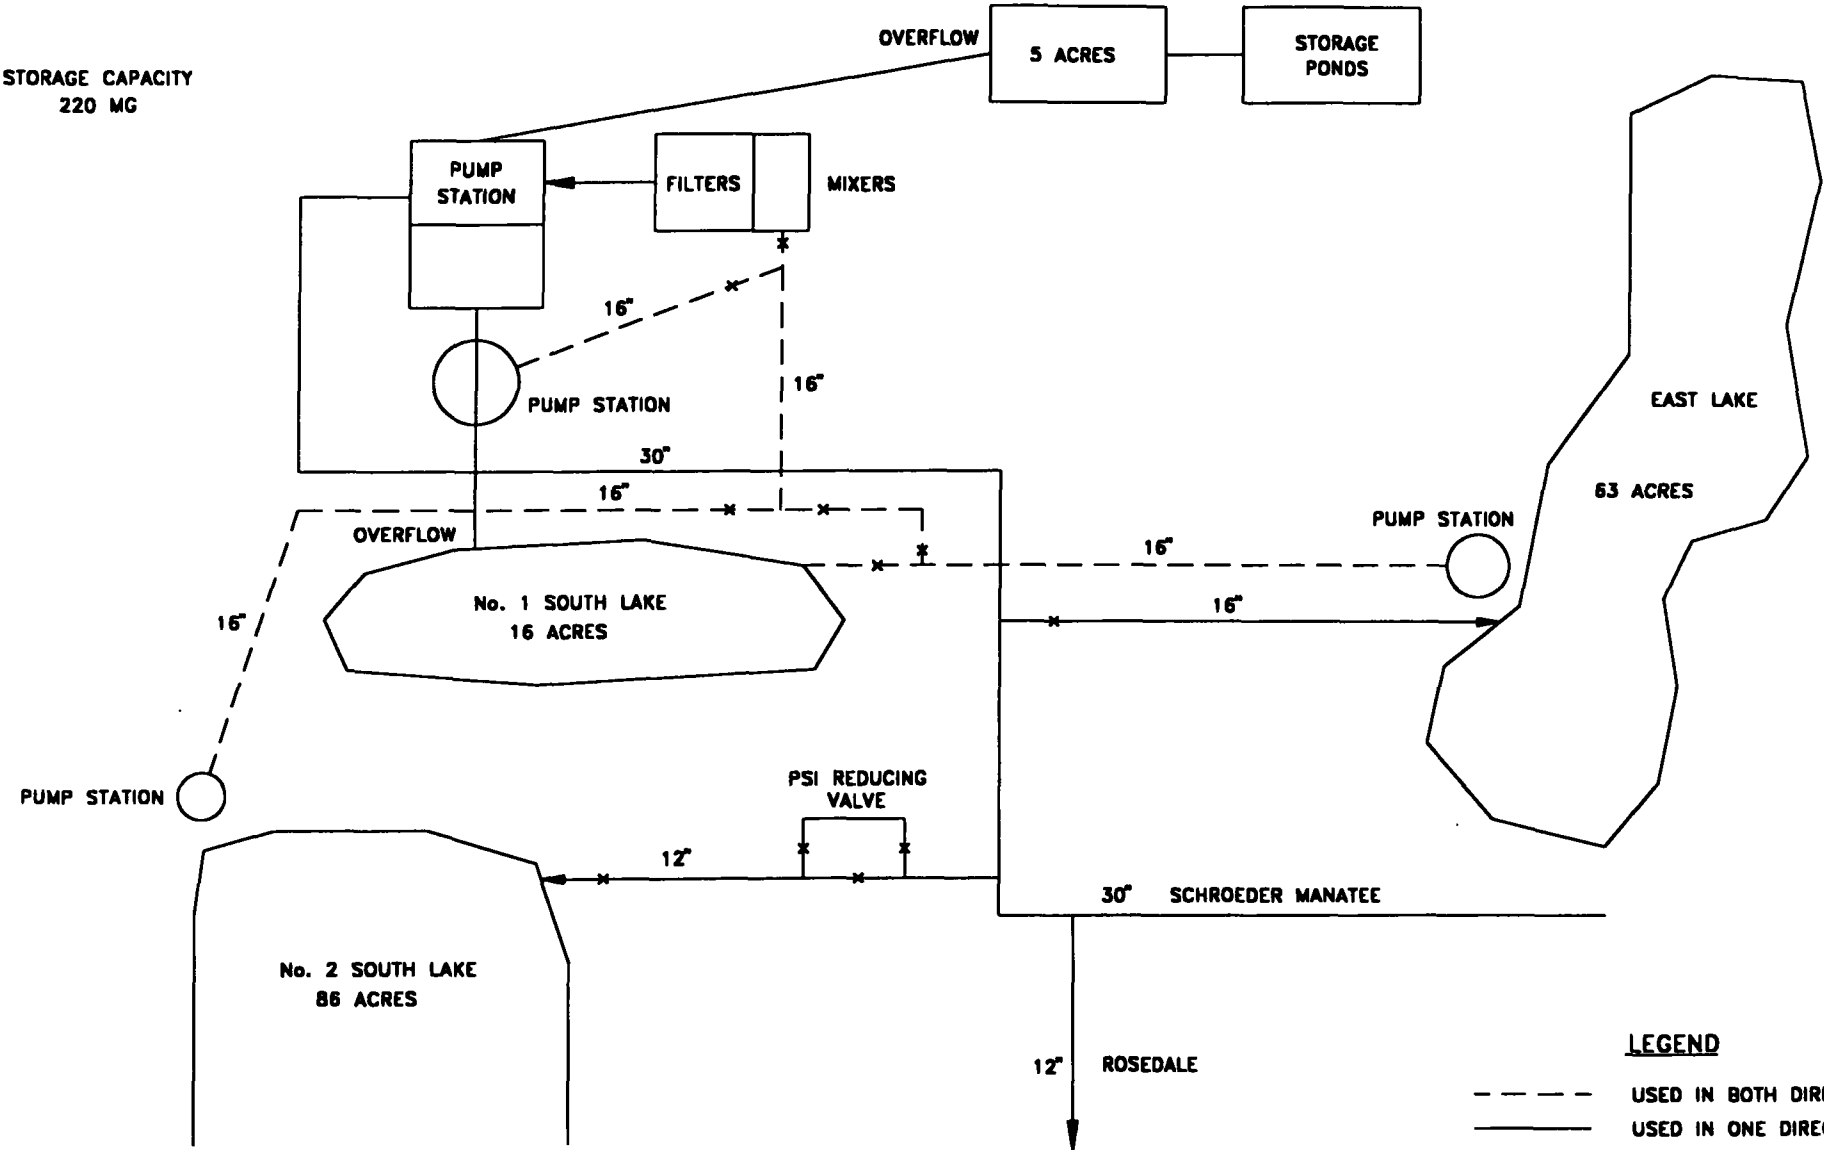 OVERFLOW
5 ACRES
STORAGE
PONDS
STORAGE CAPACITY
220 MG
PUMP
STATION
FILTERS
MIXERS
16"
16"
PUMP STATION
EAST LAKE
30"
16"
63 ACRES
OVERFLOW
PUMP STATION
16"
No. 1 SOUTH LAKE
16 ACRES
16"
16"
PSI REDUCING
VALVE
PUMP STATION
12"
30" SCHROEDER MANATEE
No. 2 SOUTH LAKE
86 ACRES
12" ROSEDALE
LEGEND
USED IN BOTH
USED IN ONE